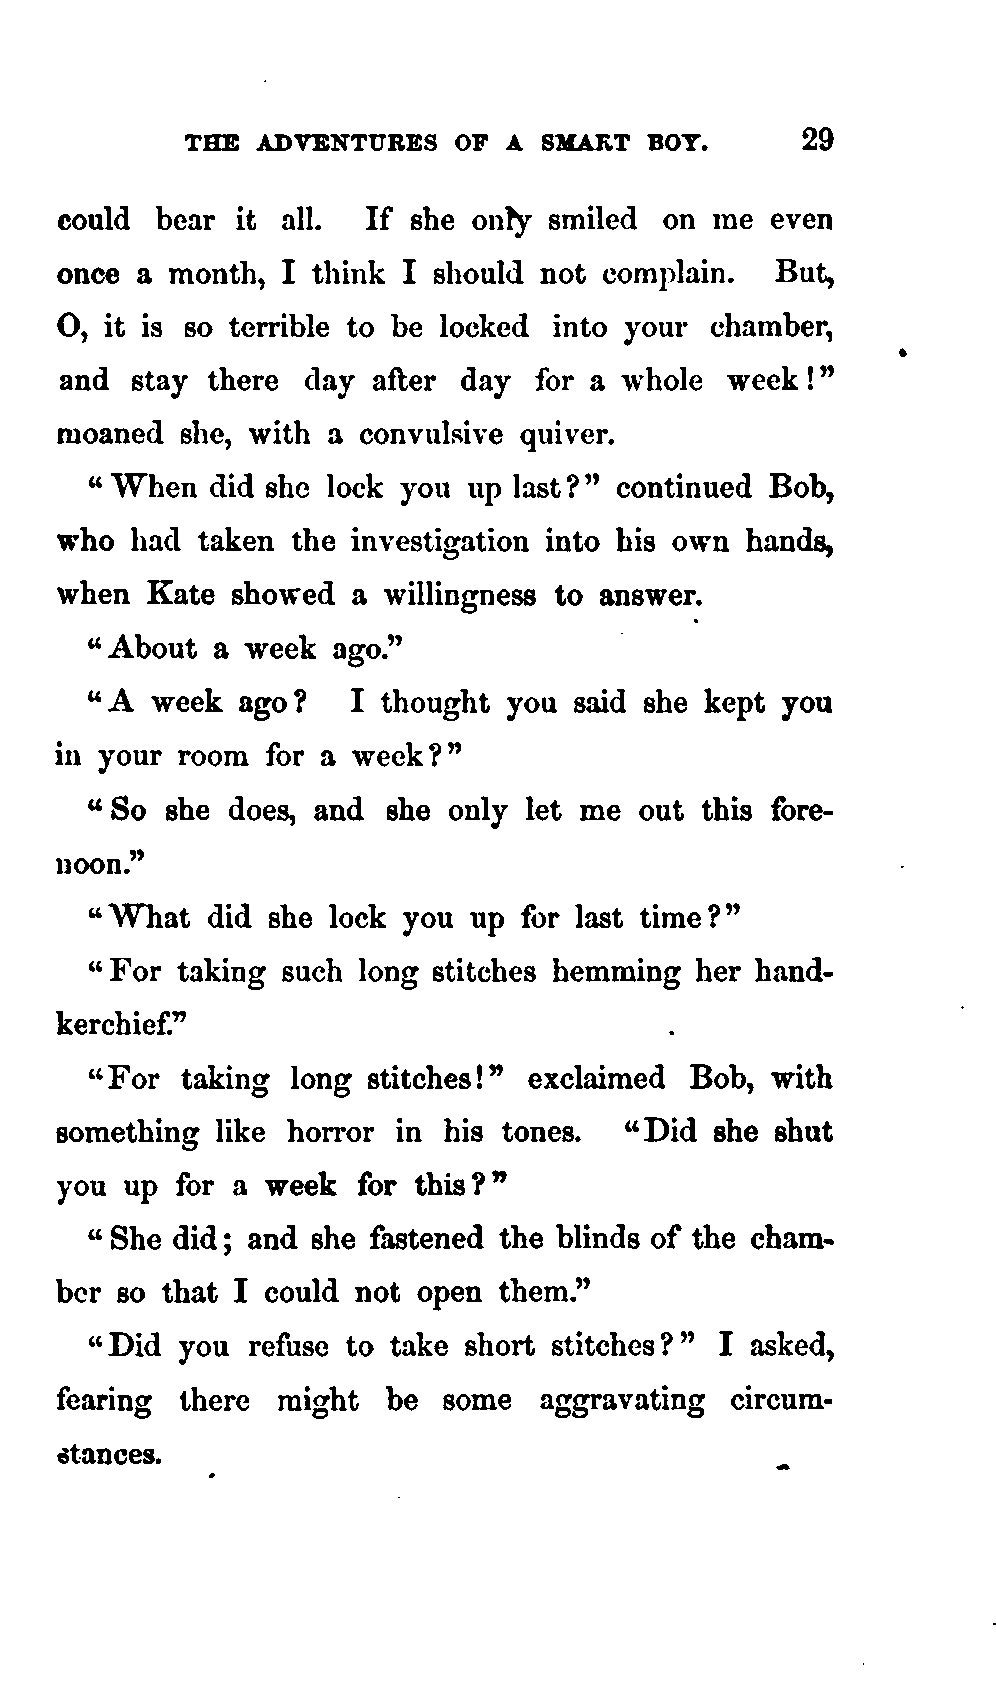 THE ADVENTURES OF A SMART BOY. 29
could bear it all. If she only smiled on me even
once a month, I think I should not complain. But,
O, it is so terrible to be locked into your chamber,
and stay there day after day for a whole week!”
moaned she, with a convulsive quiver.
“When did she lock you up last?” continued Bob,
who had taken the investigation into his own hands,
when Kate showed a willingness to answer.
“About a week ago.”
“A week ago? I thought you said she kept you
in your room for a week?”
“So she does, and she only let me out this fore-
noon.”
“What did she lock you up for last time?”
“For taking such long stitches hemming her hand-
kerchief.”
“For taking long stitches!” exclaimed Bob, with
something like horror in his tones. “Did she shut
you up for a week for this?”
“She did; and she fastened the blinds of the cham-
ber so that I could not open them.”
“Did you refuse to take short stitches?” I asked,
fearing there might be some aggravating circum-
stances.